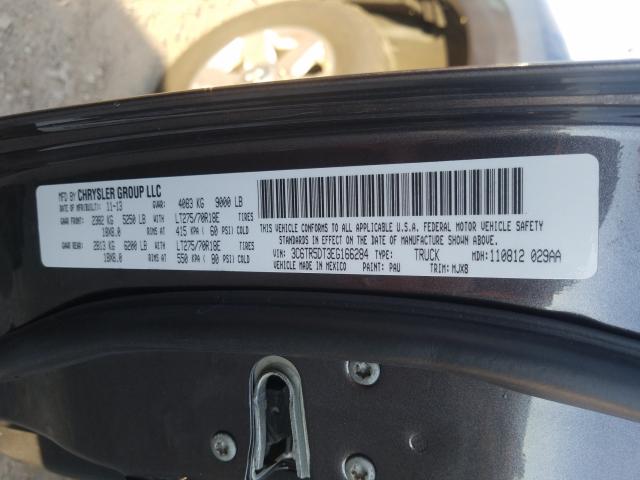 MFD BY CHRYSLER GROUP LLC
DATE OF MFR/BUILT: 11-13 GVWR: 4083 KG 9000 LB
GAWR FRONT: 2382 KG 5250 LB WITH LT275/70R18E TIRES
18X8.0 RIMS AT 415 KPA ( 60 PSI) COLD
GAWR REAR: 2813 KG 6200 LB WITH LT275/70R18E TIRES
18X8.0 RIMS AT 550 KPA ( 80 PSI) COLD
THIS VEHICLE CONFORMS TO ALL APPLICABLE U.S.A. FEDERAL MOTOR VEHICLE SAFETY
STANDARDS IN EFFECT ON THE DATE OF MANUFACTURE SHOWN ABOVE.
VIN: 3C6TR5DT3EG166284 TYPE: TRUCK MDH: 110812 029AA
VEHICLE MADE IN MEXICO PAINT: PAU TRIM: MJX8